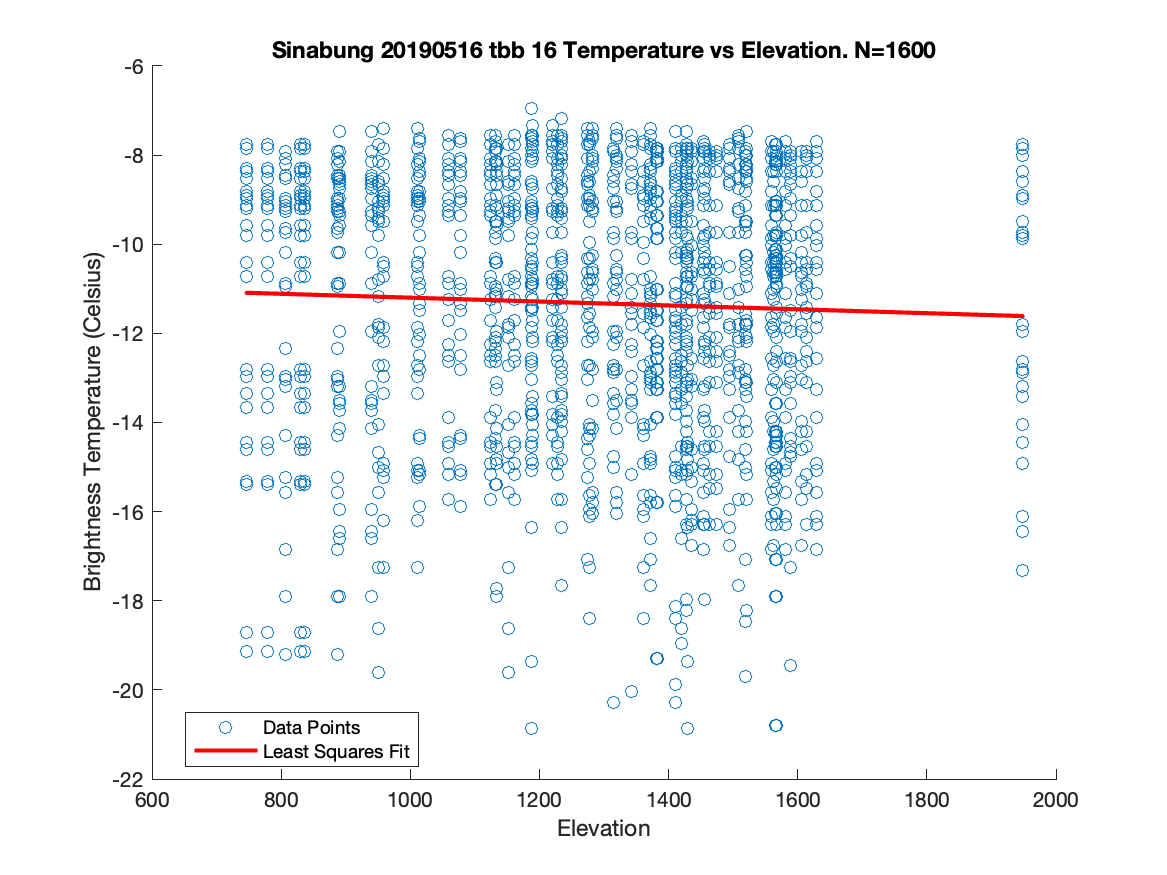 Sinabung 20190516 tbb 16 Temperature vs Elevation. N=1600
-6
-8
-10
-12
-14
-16
-18
-20
-22
Brightness Temperature (Celsius)
Data Points
Least Squares Fit
600 800 1000 1200 1400 1600 1800 2000
Elevation